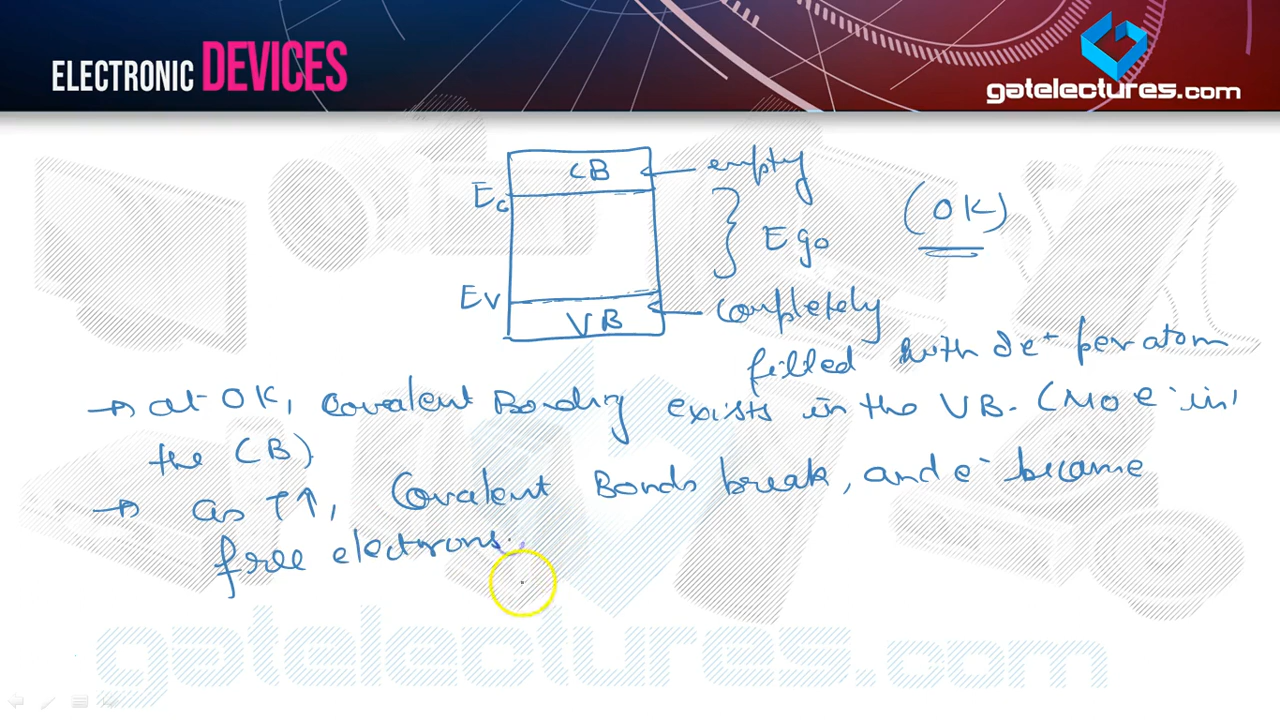 ELECTRONIC DEVICES
gatelectures.com
CB
empty
Ec
Ego
(0K)
Ev
VB
completely
filled with 8e- per atom
→ at 0K, covalent Bonding exists in the VB. (No e- in
the CB)
→ as T↑, Covalent Bonds break, and e- became
free electrons.
gatelectures.com